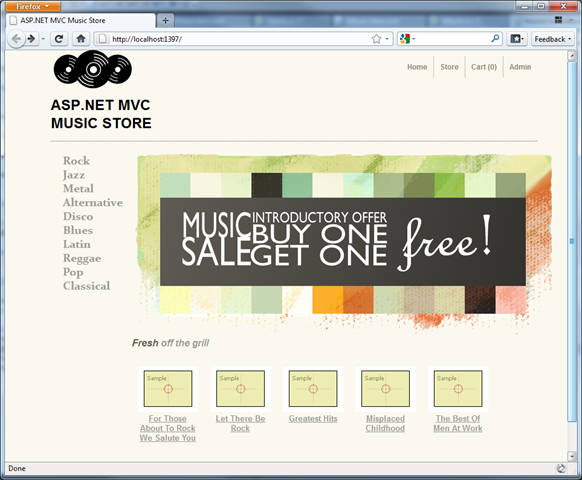 Firefox
ASP.NET MVC Music Store
http://localhost:1397/
Feedback
Home Store Cart (0) Admin
ASP.NET MVC
MUSIC STORE
Rock
Jazz
Metal
Alternative
Disco
Blues
Latin
Reggae
Pop
Classical
MUSIC
SALE
INTRODUCTORY OFFER
BUY ONE
GET ONE
free!
Fresh off the grill
Sample Sample Sample Sample Sample
For Those
About To Rock
We Salute You
Let There Be
Rock
Greatest Hits
Misplaced
Childhood
The Best Of
Men At Work
Done